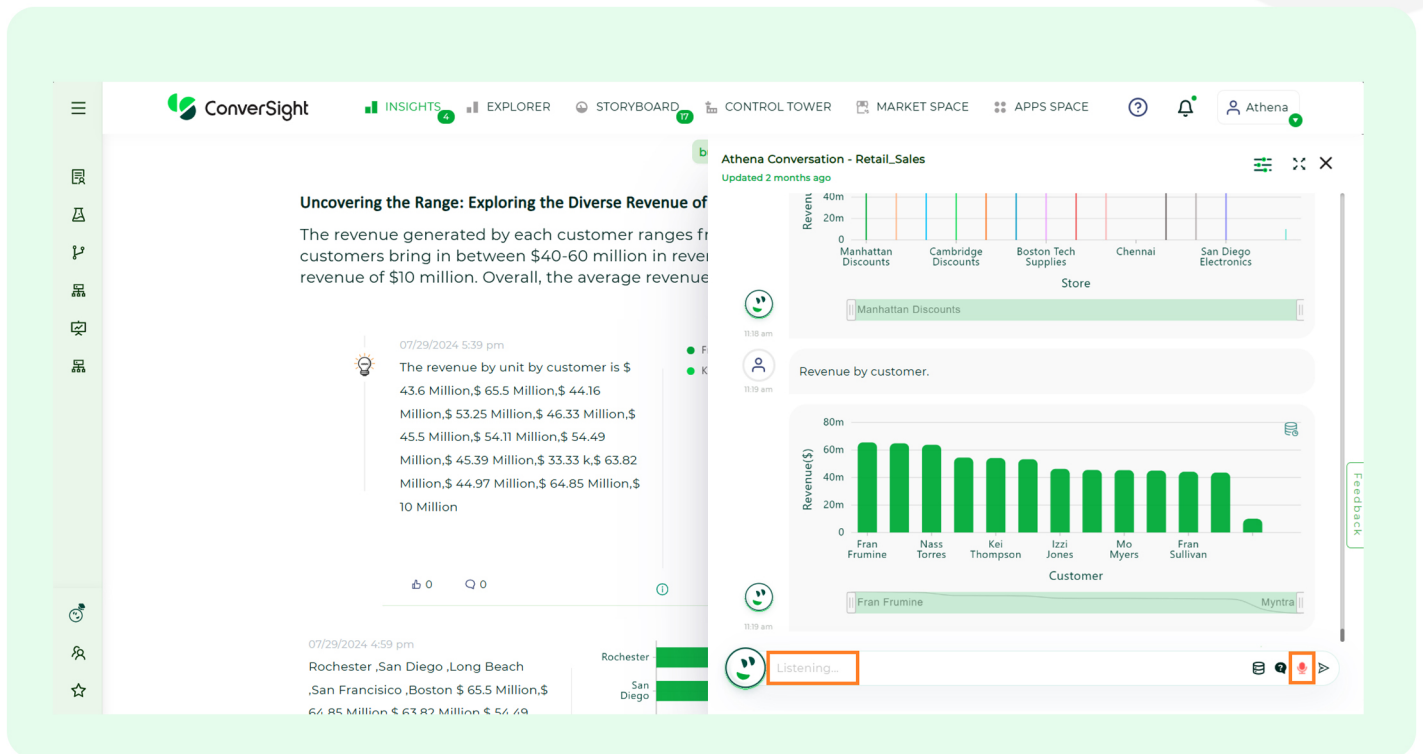 ConverSight
INSIGHTS
4
EXPLORER
STORYBOARD
17
CONTROL TOWER
MARKET SPACE
APPS SPACE
Athena
Uncovering the Range: Exploring the Diverse Revenue of
The revenue generated by each customer ranges
customers bring in between $40-60 million in
revenue of $10 million. Overall, the average revenue
07/29/2024 5:39 pm
The revenue by unit by customer is $
43.6 Million,$ 65.5 Million,$ 44.16
Million,$ 53.25 Million,$ 46.33 Million,$
45.5 Million,$ 54.11 Million,$ 54.49
Million,$ 45.39 Million,$ 33.33 k,$ 63.82
Million,$ 44.97 Million,$ 64.85 Million,$
10 Million
F
K
0
0
07/29/2024 4:59 pm
Rochester ,San Diego ,Long Beach
,San Francisico ,Boston $ 65.5 Million,$
64.85 Million,$ 63.82 Million,$ 54.49
Rochester
San
Diego
Athena Conversation - Retail_Sales
Updated 2 months ago
40m
20m
0
Manhattan
Discounts
Cambridge
Discounts
Boston Tech
Supplies
Chennai
San Diego
Electronics
Store
Manhattan Discounts
11:18 am
Revenue by customer.
11:19 am
80m
60m
40m
20m
0
Revenue($)
Fran
Frumine
Nass
Torres
Kei
Thompson
Izzi
Jones
Mo
Myers
Fran
Sullivan
Customer
Fran Frumine
Myntra
11:19 am
Listening...
Feedback